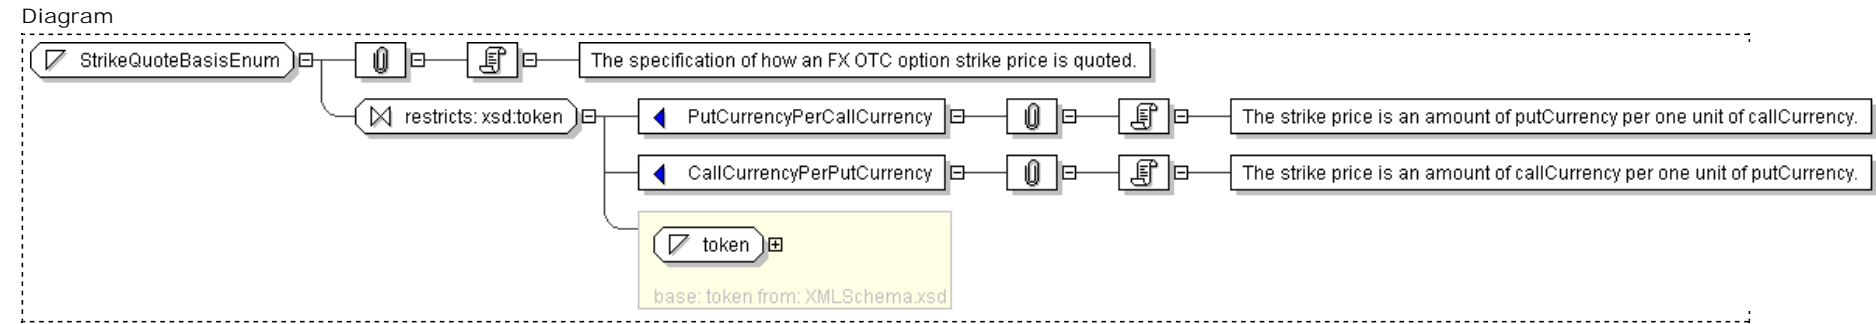 Diagram
StrikeQuoteBasisEnum
The specification of how an FX OTC option strike price is quoted.
restricts: xsd:token
PutCurrencyPerCallCurrency
The strike price is an amount of putCurrency per one unit of callCurrency.
CallCurrencyPerPutCurrency
The strike price is an amount of callCurrency per one unit of putCurrency.
token
base: token from: XMLSchema.xsd